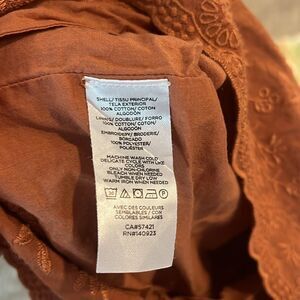 SHELL/ TISSU PRINCIPAL/
TELA EXTERIOR
100% COTTON/ COTON/
ALGODÓN
LINING/ DOUBLURE/ FORRO
100% COTTON/ COTON/
ALGODÓN
EMBROIDERY/ BRODERIE/
BORDADO
100% POLYESTER/
POLIÉSTER
MACHINE WASH COLD
DELICATE CYCLE WITH LIKE
COLORS
ONLY NON-CHLORINE
BLEACH WHEN NEEDED
TUMBLE DRY LOW
WARM IRON WHEN NEEDED
AVEC DES COULEURS
SEMBLABLES / CON
COLORES SIMILARES
CA#57421
RN#140923